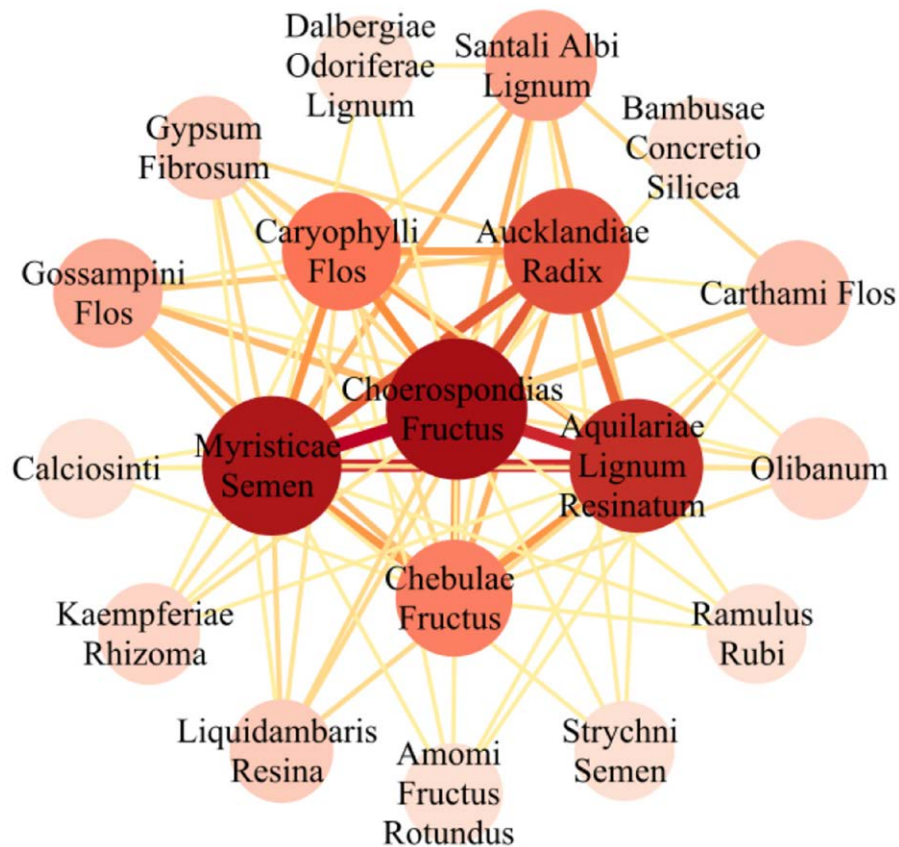 Dalbergiae
Odoriferae
Lignum
Santali Albi
Lignum
Bambusae
Concretio
Silicea
Gypsum
Fibrosum
Caryophylli
Flos
Aucklandiae
Radix
Gossampini
Flos
Carthami Flos
Choerospondias
Fructus
Myristicae
Semen
Aquilariae
Lignum
Resinatum
Calciosinti
Olibanum
Chebulae
Fructus
Kaempferiae
Rhizoma
Ramulus
Rubi
Liquidambaris
Resina
Amomi
Fructus
Rotundus
Strychni
Semen